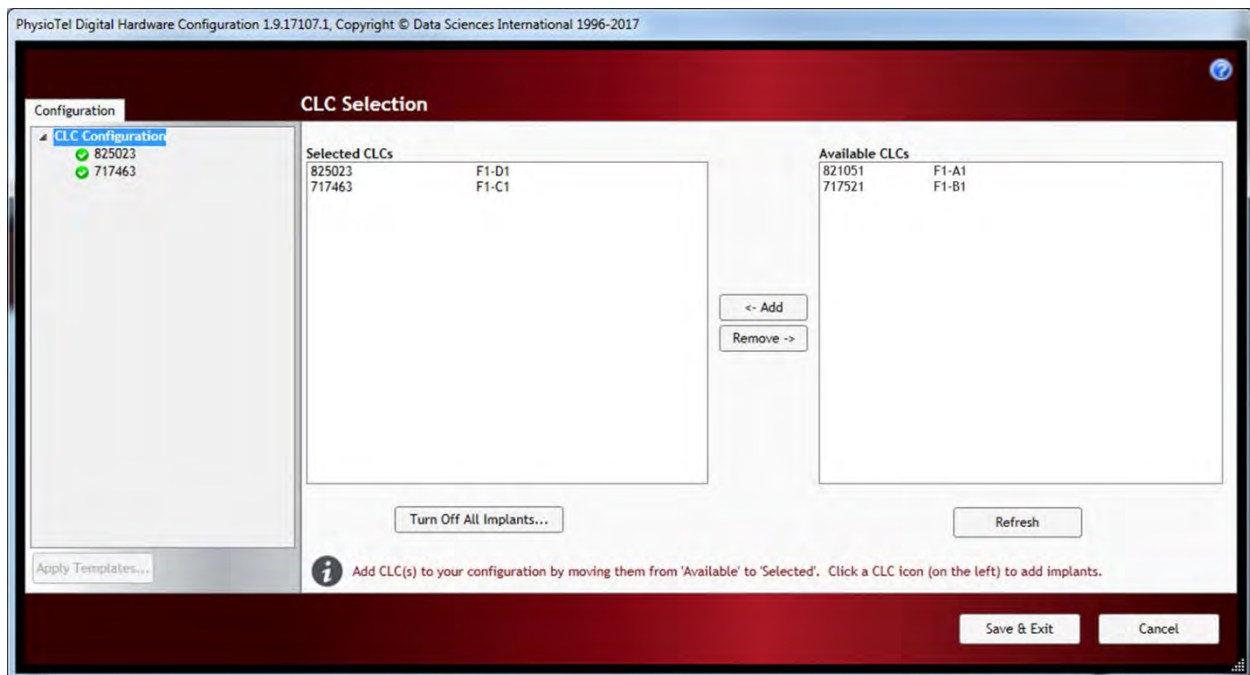 PhysioTel Digital Hardware Configuration 1.9.17107.1, Copyright © Data Sciences International 1996-2017
Configuration
CLC Selection
CLC Configuration
825023
717463
Selected CLCs
825023 F1-D1
717463 F1-C1
Available CLCs
821051 F1-A1
717521 F1-B1
<- Add
Remove ->
Turn Off All Implants...
Refresh
Apply Templates...
Add CLC(s) to your configuration by moving them from 'Available' to 'Selected'. Click a CLC icon (on the left) to add implants.
Save & Exit
Cancel